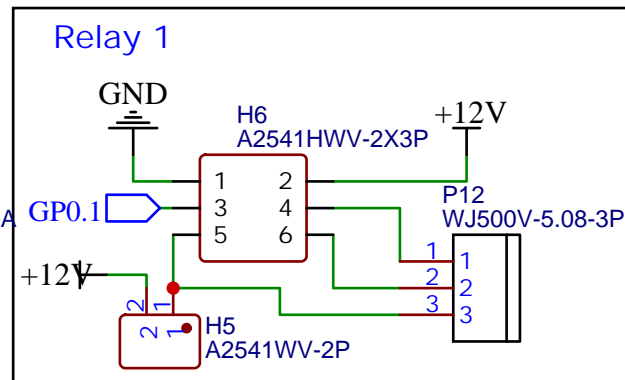 Relay 1
GND
H6
A2541HWV-2X3P
+12V
1 2
3 4
5 6
A GP0.1
P12
WJ500V-5.08-3P
1 1
2 2
3 3
+12V
2 1
2 1
H5
A2541WV-2P